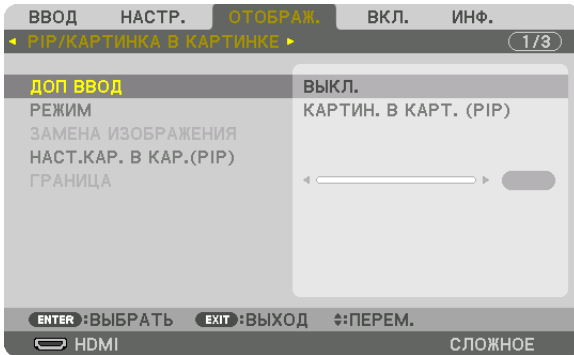 ВВОД НАСТР. ОТОБРАЖ. ВКЛ. ИНФ.
PIP/КАРТИНКА В КАРТИНКЕ 1/3
ДОП ВВОД ВЫКЛ.
РЕЖИМ КАРТИН. В КАРТ. (PIP)
ЗАМЕНА ИЗОБРАЖЕНИЯ
НАСТ.КАР. В КАР.(PIP)
ГРАНИЦА
ENTER :ВЫБРАТЬ EXIT :ВЫХОД :ПЕРЕМ.
HDMI СЛОЖНОЕ